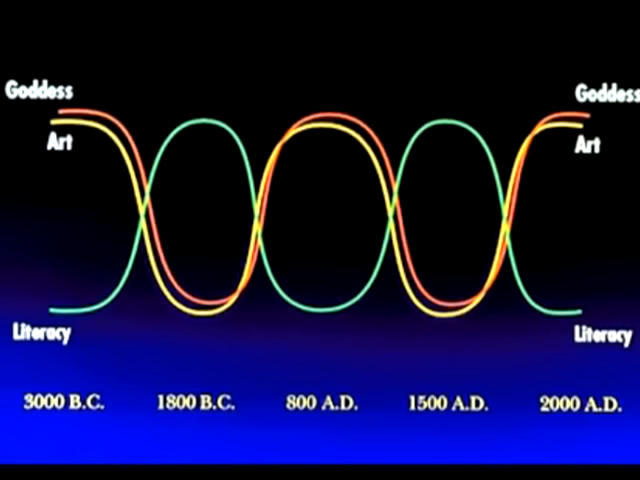 Goddess
Goddess
Art
Art
Literacy
Literacy
3000 B.C. 1800 B.C. 800 A.D. 1500 A.D. 2000 A.D.